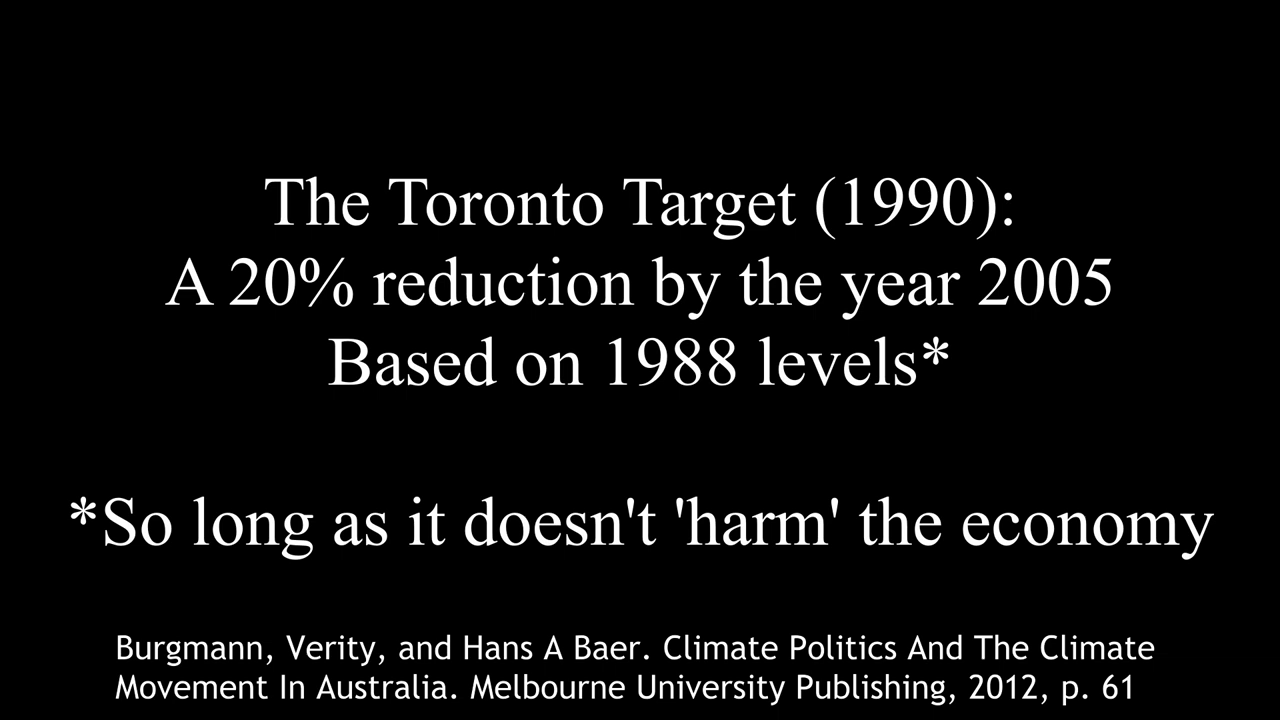 The Toronto Target (1990):
A 20% reduction by the year 2005
Based on 1988 levels*
*So long as it doesn't 'harm' the economy
Burgmann, Verity, and Hans A Baer. Climate Politics And The Climate
Movement In Australia. Melbourne University Publishing, 2012, p. 61